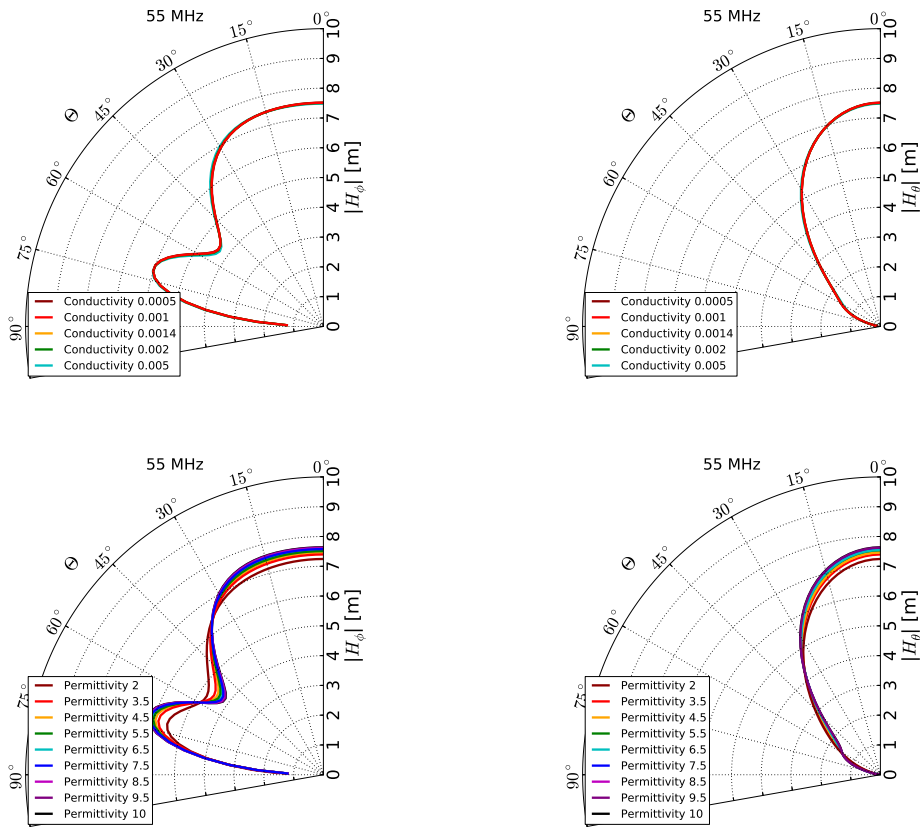 55 MHz
0°
15°
30°
45°
60°
75°
90°
Θ
10
9
8
7
6
5
4
3
2
1
0
|H_ϕ| [m]
Conductivity 0.0005
Conductivity 0.001
Conductivity 0.0014
Conductivity 0.002
Conductivity 0.005
55 MHz
0°
15°
30°
45°
60°
75°
90°
Θ
10
9
8
7
6
5
4
3
2
1
0
|H_θ| [m]
Conductivity 0.0005
Conductivity 0.001
Conductivity 0.0014
Conductivity 0.002
Conductivity 0.005
55 MHz
0°
15°
30°
45°
60°
75°
90°
Θ
10
9
8
7
6
5
4
3
2
1
0
|H_ϕ| [m]
Permittivity 2
Permittivity 3.5
Permittivity 4.5
Permittivity 5.5
Permittivity 6.5
Permittivity 7.5
Permittivity 8.5
Permittivity 9.5
Permittivity 10
55 MHz
0°
15°
30°
45°
60°
75°
90°
Θ
10
9
8
7
6
5
4
3
2
1
0
|H_θ| [m]
Permittivity 2
Permittivity 3.5
Permittivity 4.5
Permittivity 5.5
Permittivity 6.5
Permittivity 7.5
Permittivity 8.5
Permittivity 9.5
Permittivity 10